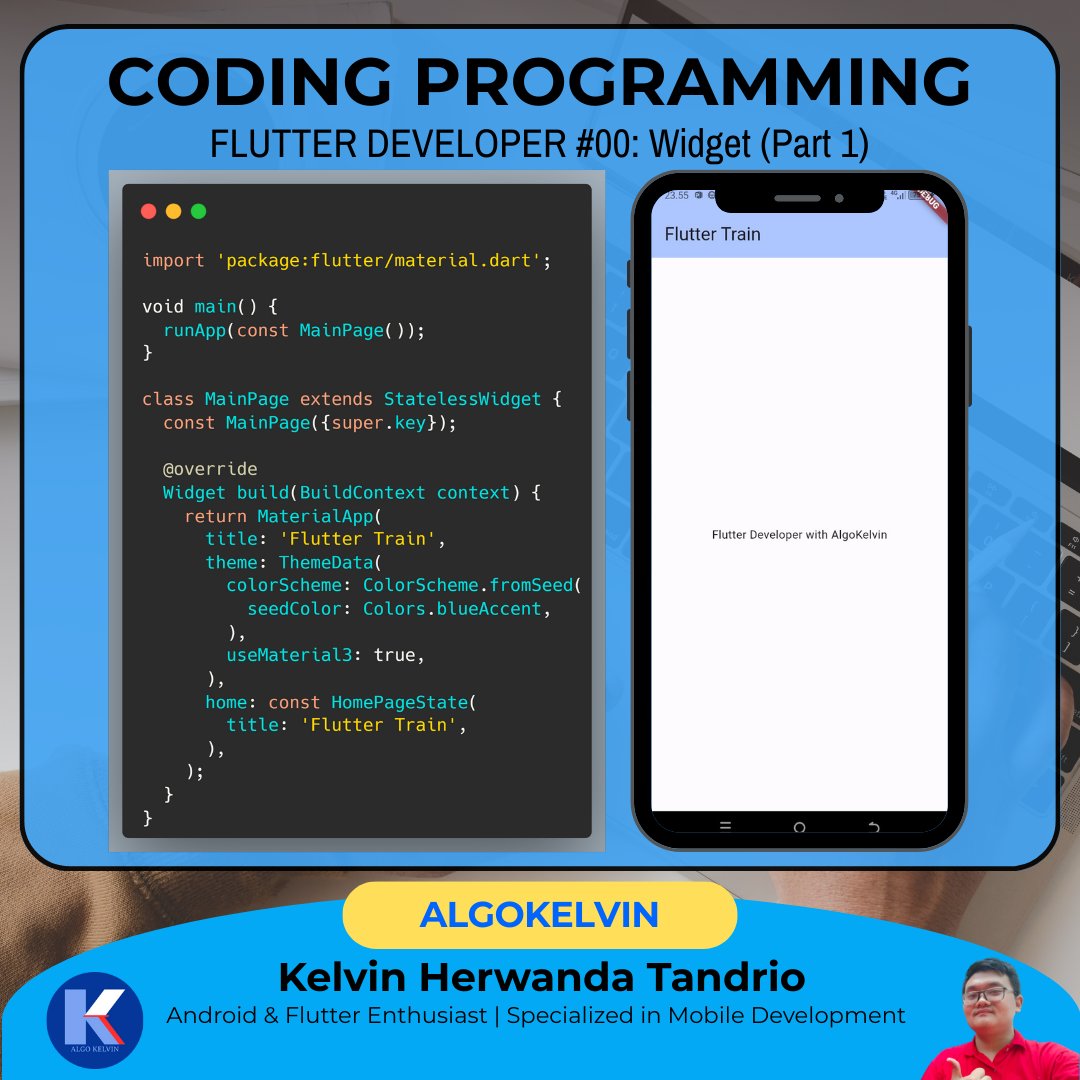 CODING PROGRAMMING
FLUTTER DEVELOPER #00: Widget (Part 1)
import 'package:flutter/material.dart';
void main() {
  runApp(const MainPage());
}
class MainPage extends StatelessWidget {
  const MainPage({super.key});
  @override
  Widget build(BuildContext context) {
    return MaterialApp(
      title: 'Flutter Train',
      theme: ThemeData(
        colorScheme: ColorScheme.fromSeed(
          seedColor: Colors.blueAccent,
        ),
        useMaterial3: true,
      ),
      home: const HomePageState(
        title: 'Flutter Train',
      ),
    );
  }
}
23.55
4G
Flutter Train
Flutter Developer with AlgoKelvin
ALGOKELVIN
Kelvin Herwanda Tandrio
Android & Flutter Enthusiast | Specialized in Mobile Development
K
ALGO KELVIN